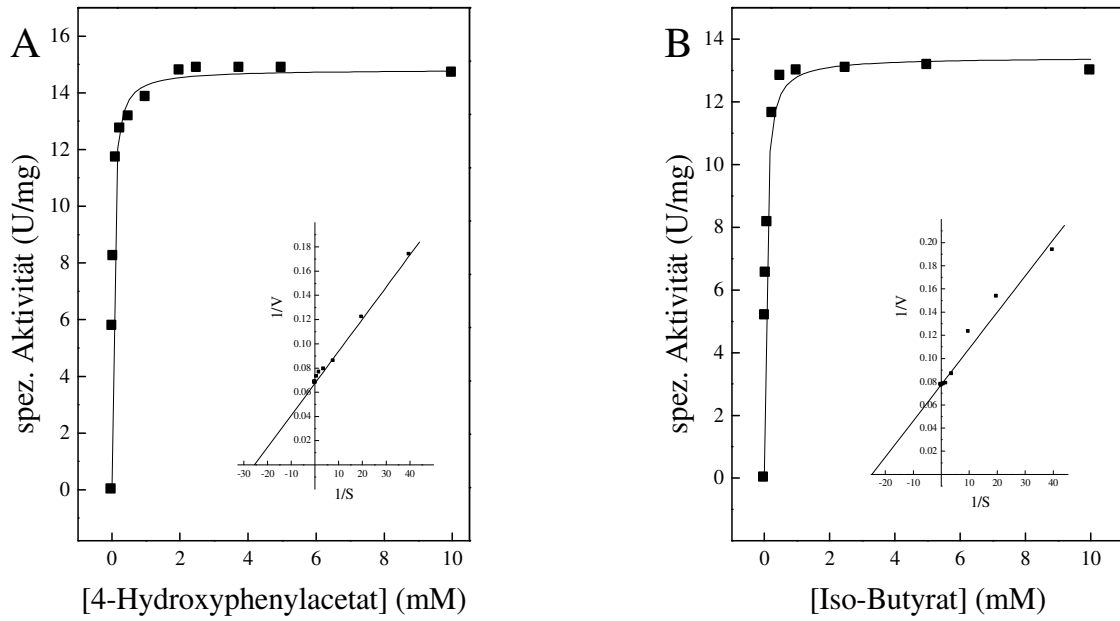 A
16
14
12
10
8
6
4
2
0
spez. Aktivität (U/mg)
0 2 4 6 8 10
[4-Hydroxyphenylacetat] (mM)
0.18
0.16
0.14
0.12
0.10
0.08
0.06
0.04
0.02
1/V
-30 -20 -10 0 10 20 30 40
1/S
B
14
12
10
8
6
4
2
0
spez. Aktivität (U/mg)
0 2 4 6 8 10
[Iso-Butyrat] (mM)
0.20
0.16
0.12
0.10
0.08
0.06
0.04
0.02
1/V
-20 -10 0 10 20 30 40
1/S